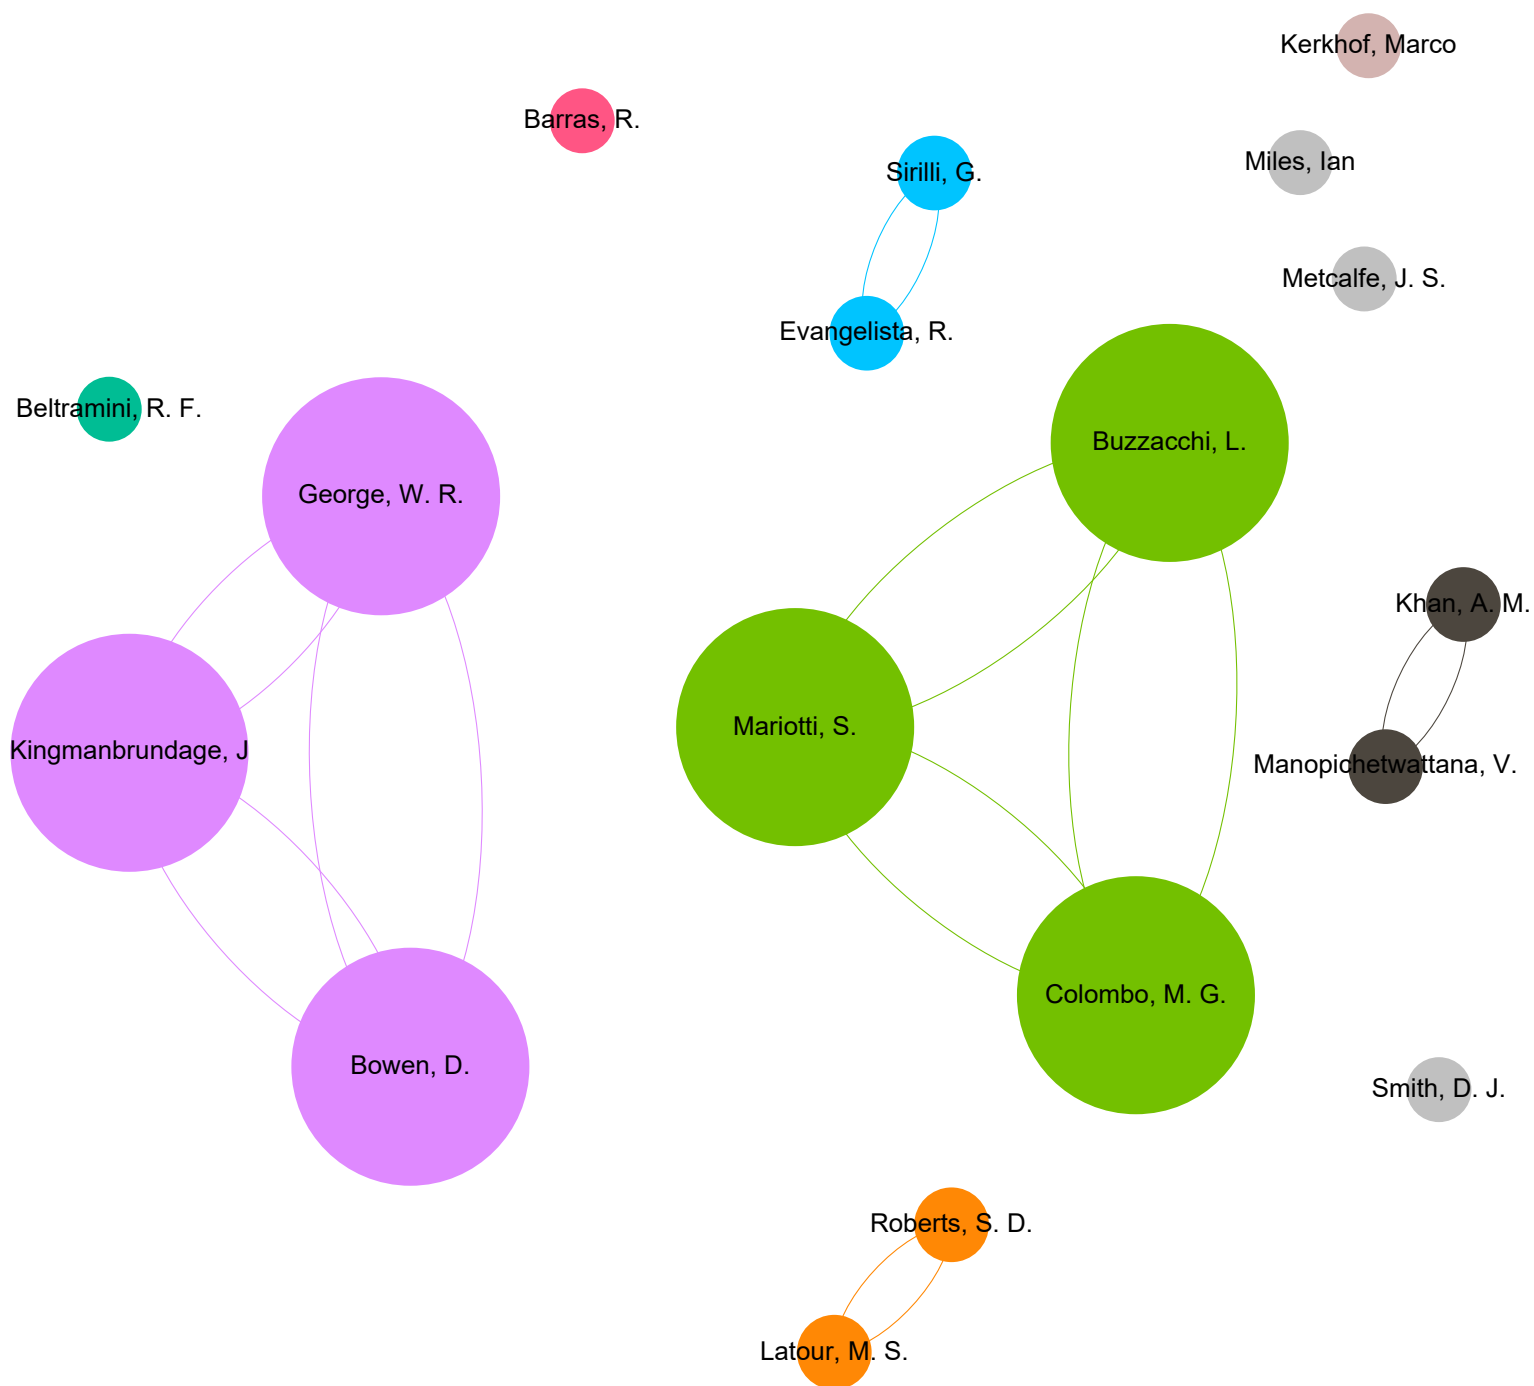 Kerkhof, Marco
Barras, R.
Miles, Ian
Sirilli, G.
Metcalfe, J. S.
Evangelista, R.
Beltramini, R. F.
Buzzacchi, L.
George, W. R.
Khan, A. M.
Mariotti, S.
Kingmanbrundage, J
Manopichetwattana, V.
Colombo, M. G.
Bowen, D.
Smith, D. J.
Roberts, S. D.
Latour, M. S.